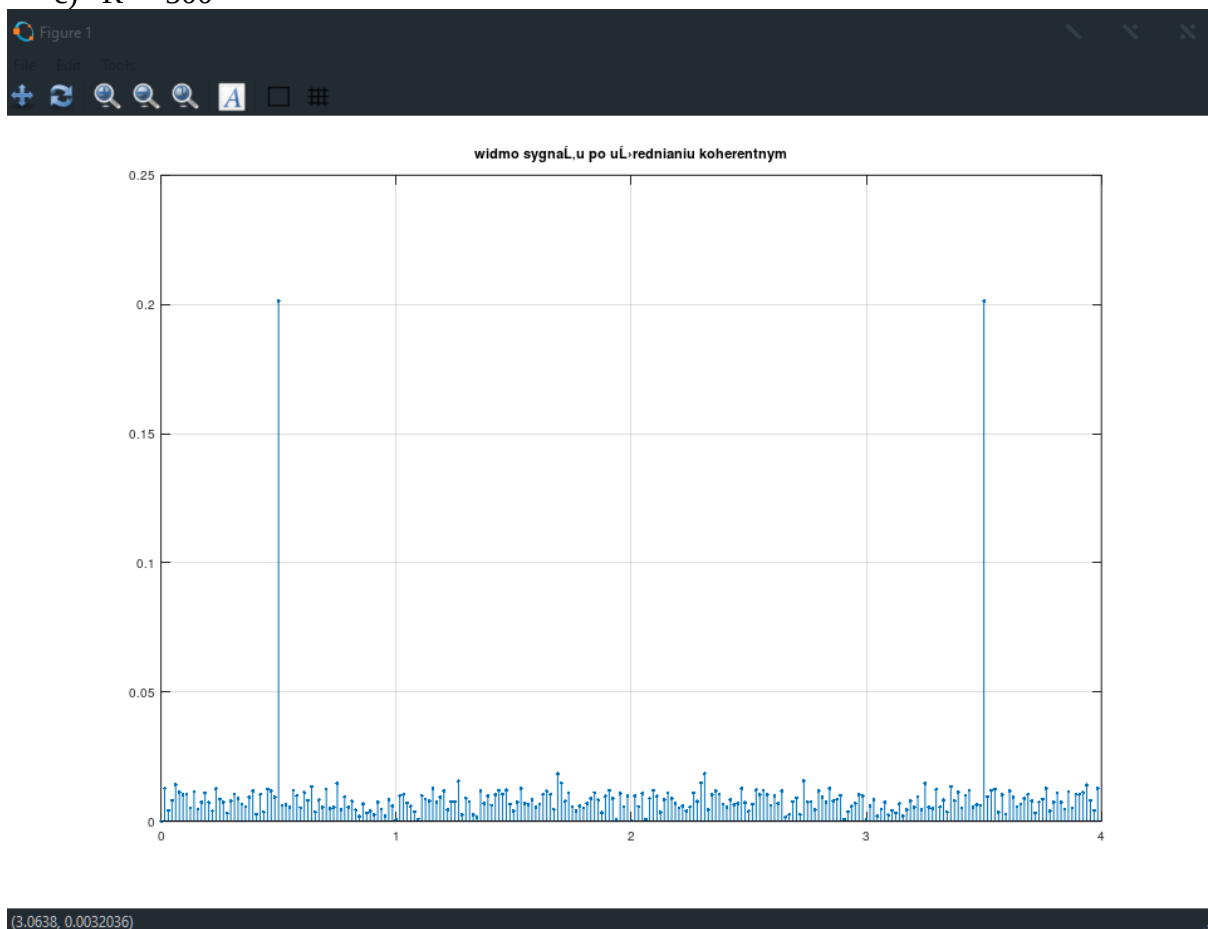 Figure 1
File Edit Tools
A
widmo sygnaĹ‚u po uĹ›rednianiu koherentnym
0.25
0.2
0.15
0.1
0.05
0
0 1 2 3 4
(3.0638, 0.0032036)